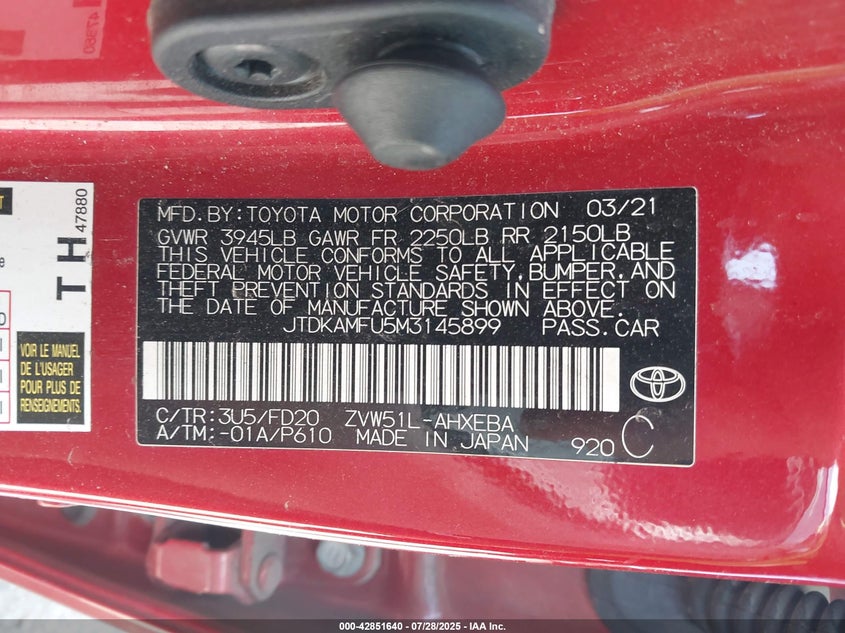 47380
TH
47880
VOIR LE MANUEL
DE L'USAGER
POUR PLUS DE
RENSEIGNEMENTS.
MFD.BY:TOYOTA MOTOR CORPORATION 03/21
GVWR 3945LB GAWR FR 2250LB RR 2150LB
THIS VEHICLE CONFORMS TO ALL APPLICABLE
FEDERAL MOTOR VEHICLE SAFETY,BUMPER,AND
THEFT PREVENTION STANDARDS IN EFFECT ON
THE DATE OF MANUFACTURE SHOWN ABOVE.
JTDKAMFU5M3145899 PASS.CAR
C/TR:3U5/FD20 ZVW51L-AHXEBA
A/TM:-01A/P610 MADE IN JAPAN 920 C
000-42851640 | 07/28/2025 - IAA Inc.